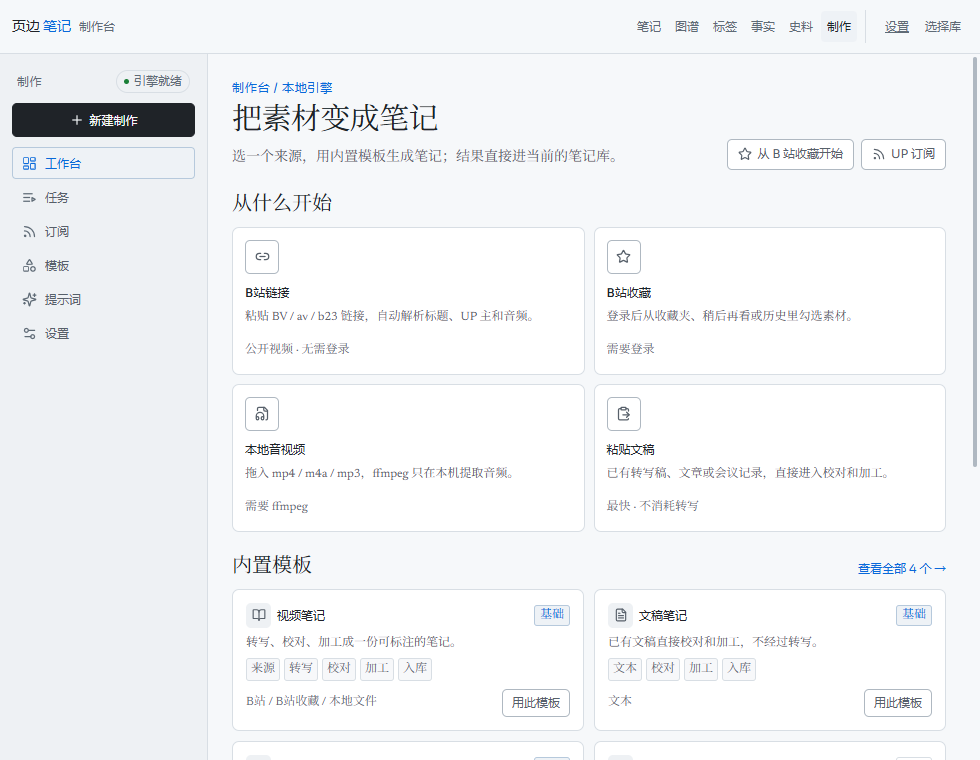 页边 笔记 制作台
笔记 图谱 标签 事实 史料 制作 设置 选择库
制作 引擎就绪
+ 新建制作
工作台
任务
订阅
模板
提示词
设置
制作台 / 本地引擎
把素材变成笔记
选一个来源，用内置模板生成笔记；结果直接进当前的笔记库。
从 B 站收藏开始 UP 订阅
从什么开始
B站链接
粘贴 BV / av / b23 链接，自动解析标题、UP 主和音频。
公开视频 · 无需登录
B站收藏
登录后从收藏夹、稍后再看或历史里勾选素材。
需要登录
本地音视频
拖入 mp4 / m4a / mp3，ffmpeg 只在本机提取音频。
需要 ffmpeg
粘贴文稿
已有转写稿、文章或会议记录，直接进入校对和加工。
最快 · 不消耗转写
内置模板
查看全部 4 个 →
视频笔记 基础
转写、校对、加工成一份可标注的笔记。
来源 转写 校对 加工 入库
B站 / B站收藏 / 本地文件 用此模板
文稿笔记 基础
已有文稿直接校对和加工，不经过转写。
文本 校对 加工 入库
文本 用此模板